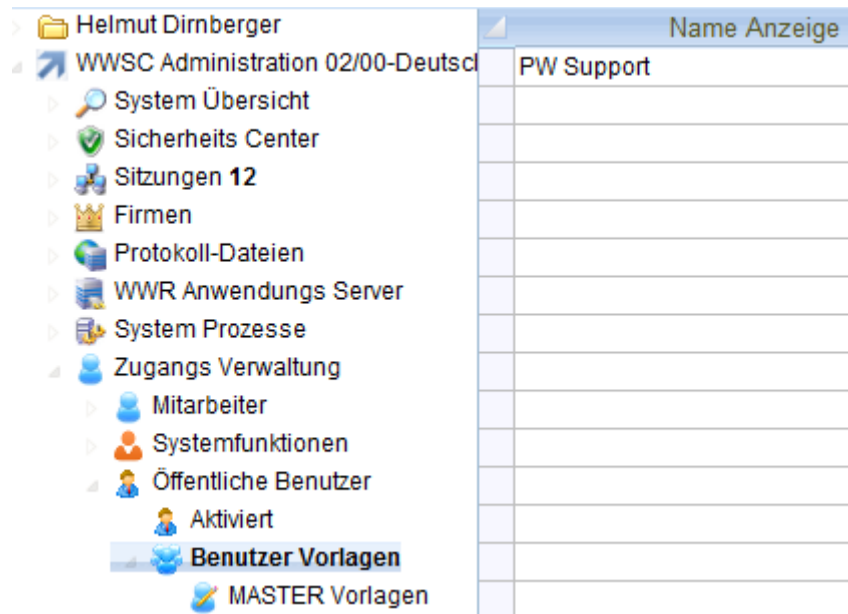 Helmut Dirnberger
WWSC Administration 02/00-Deutscl
System Übersicht
Sicherheits Center
Sitzungen 12
Firmen
Protokoll-Dateien
WWR Anwendungs Server
System Prozesse
Zugangs Verwaltung
Mitarbeiter
Systemfunktionen
Öffentliche Benutzer
Aktiviert
Benutzer Vorlagen
MASTER Vorlagen
Name Anzeige
PW Support